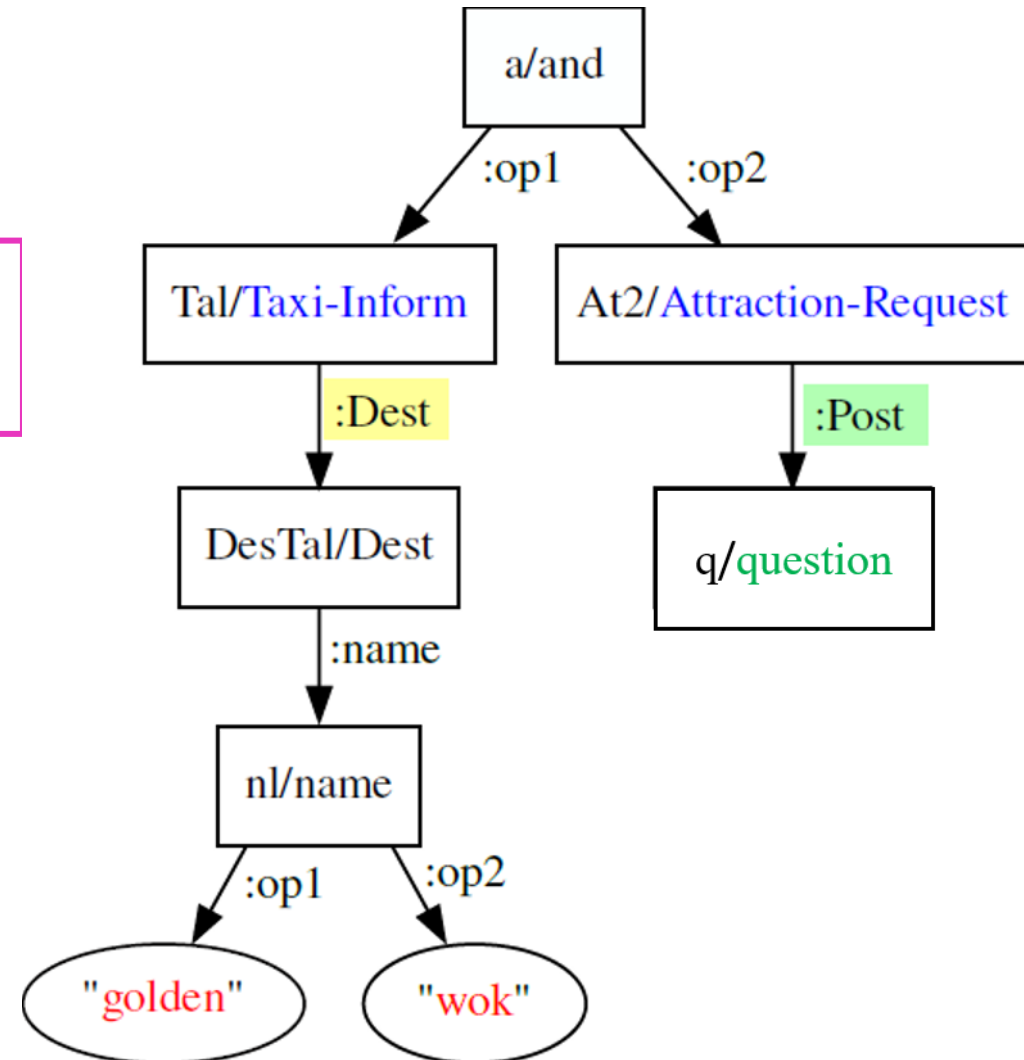 a/and
:op1
:op2
Tal/Taxi-Inform
At2/Attraction-Request
:Dest
:Post
DesTal/Dest
q/question
:name
nl/name
:op1
:op2
"golden"
"wok"